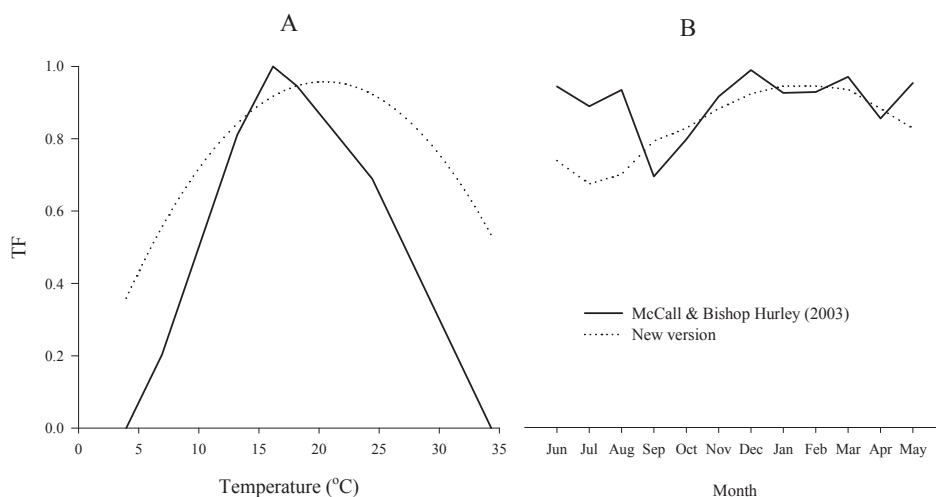 A
B
1.0
0.8
0.6
0.4
0.2
0.0
TF
0 5 10 15 20 25 30 35
Temperature (°C)
McCall & Bishop Hurley (2003)
New version
Jun Jul Aug Sep Oct Nov Dec Jan Feb Mar Apr May
Month